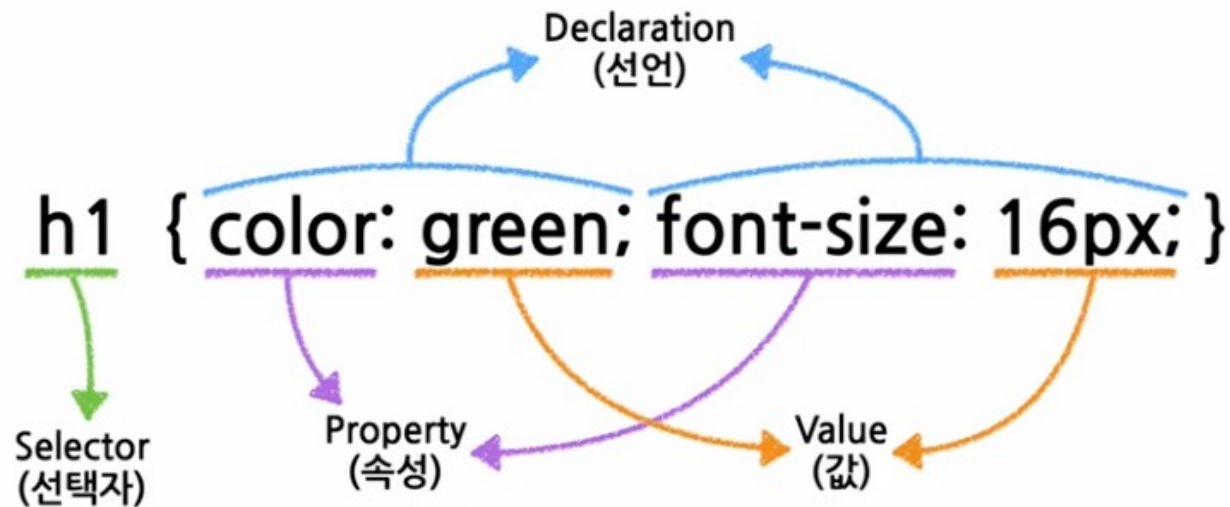 Declaration
(선언)
h1 { color: green; font-size: 16px; }
Selector
(선택자)
Property
(속성)
Value
(값)